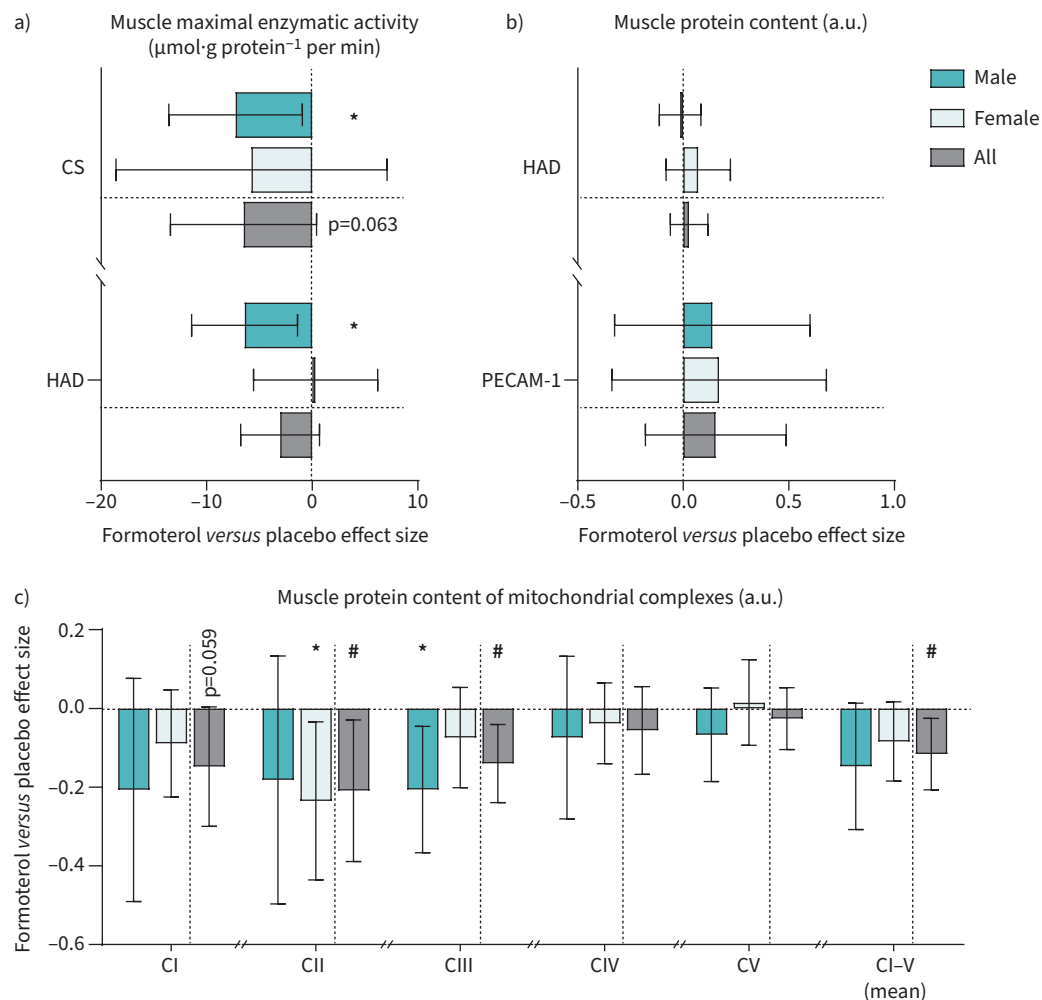 a)
Muscle maximal enzymatic activity
(μmol·g protein⁻¹ per min)
CS
*
p=0.063
HAD
*
−20
−10
0
10
Formoterol versus placebo effect size
b)
Muscle protein content (a.u.)
HAD
PECAM-1
−0.5
0.0
0.5
1.0
Formoterol versus placebo effect size
Male
Female
All
c)
Muscle protein content of mitochondrial complexes (a.u.)
Formoterol versus placebo effect size
0.2
0.0
−0.2
−0.4
−0.6
p=0.059
*
#
*
#
#
CI
CII
CIII
CIV
CV
CI–V
(mean)